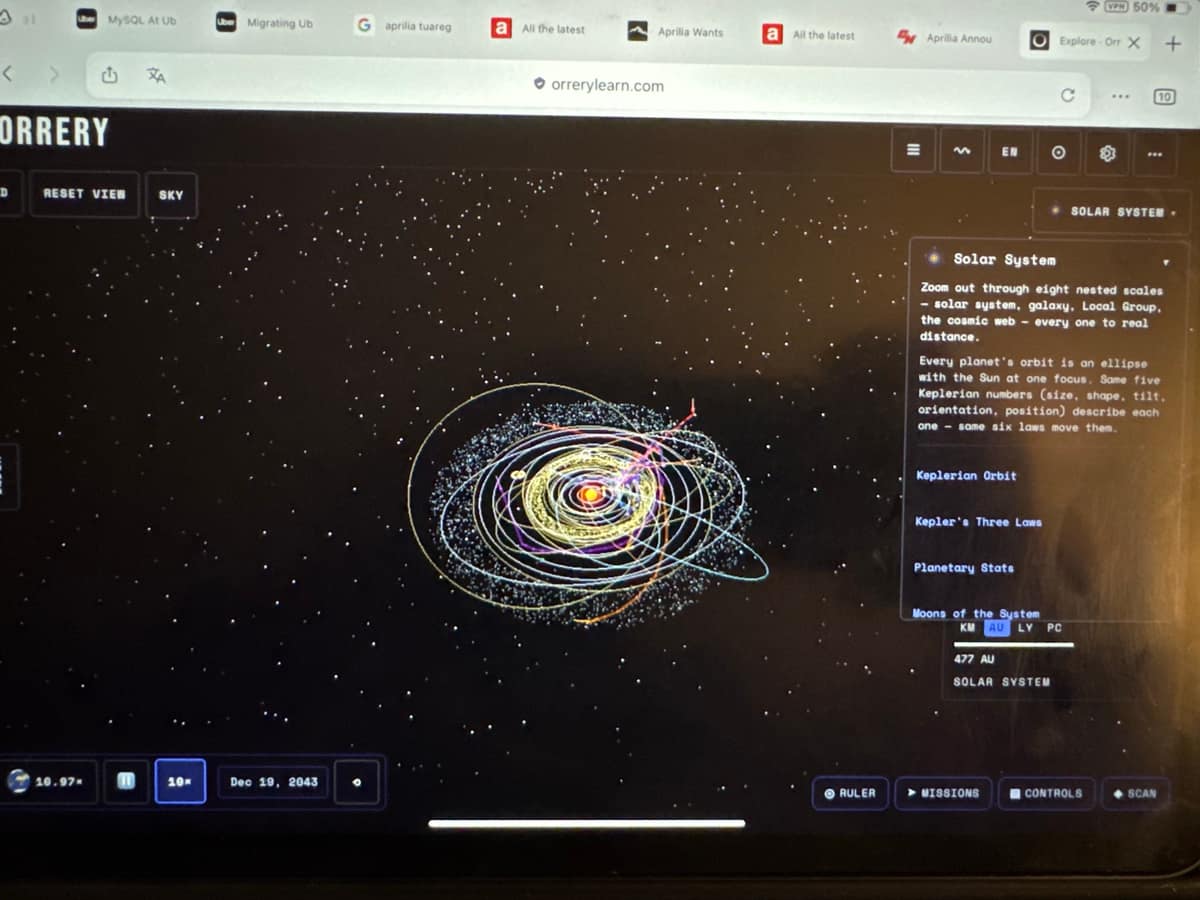 VPN 50%
MySQL At Ub
Migrating Ub
aprilia tuareg
All the latest
Aprilia Wants
All the latest
Aprilia Annou
Explore - Orr
orrerylearn.com
10
ORRERY
EN
D RESET VIEW SKY
SOLAR SYSTEM
Solar System
Zoom out through eight nested scales
— solar system, galaxy, Local Group,
the cosmic web — every one to real
distance.
Every planet's orbit is an ellipse
with the Sun at one focus. Same five
Keplerian numbers (size, shape, tilt,
orientation, position) describe each
one — same six laws move them.
Keplerian Orbit
Kepler's Three Laws
Planetary Stats
Moons of the System
KM AU LY PC
477 AU
SOLAR SYSTEM
10.97×
10×
Dec 19, 2043
RULER
MISSIONS
CONTROLS
SCAN